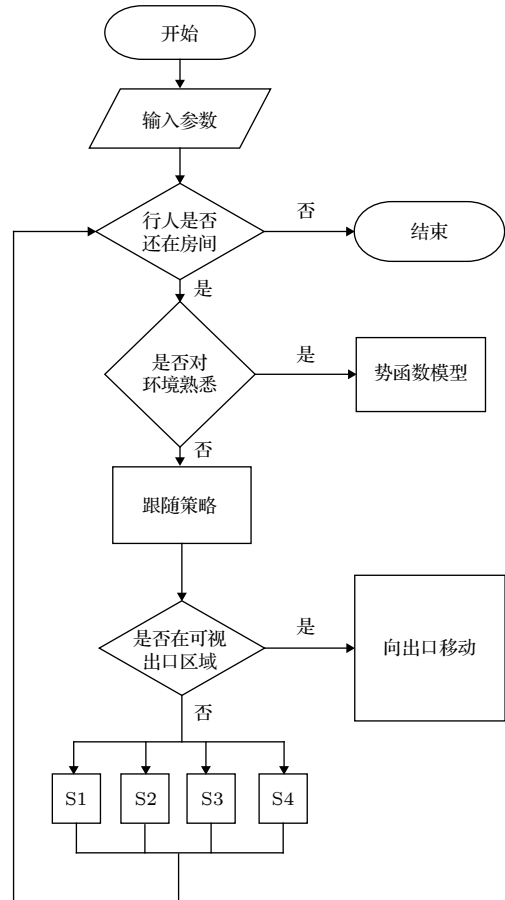 开始
输入参数
行人是否
还在房间
否
结束
是
是否对
环境熟悉
是
势函数模型
否
跟随策略
是否在可视
出口区域
是
向出口移动
否
S1
S2
S3
S4